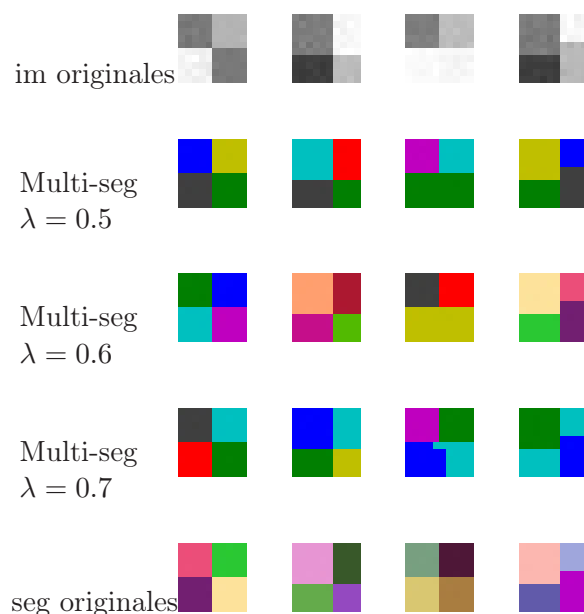 im originales
Multi-seg
λ = 0.5
Multi-seg
λ = 0.6
Multi-seg
λ = 0.7
seg originales